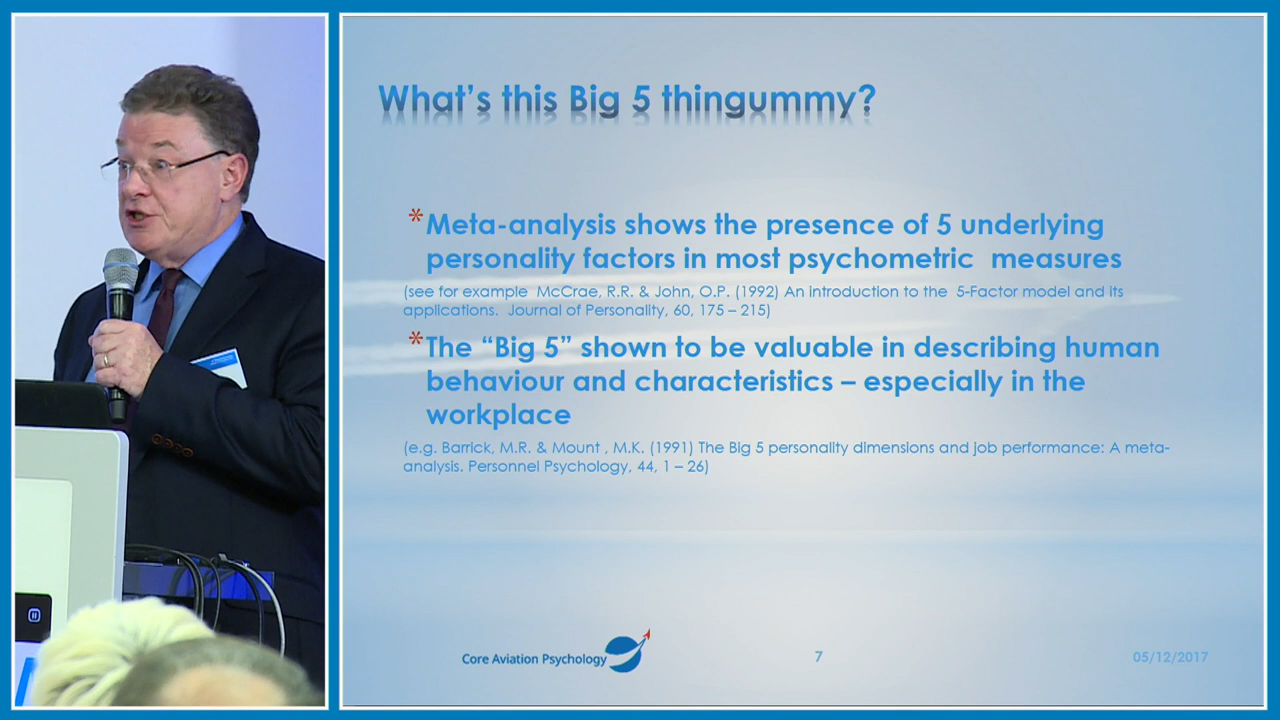 What's this Big 5 thingummy?
* Meta-analysis shows the presence of 5 underlying
personality factors in most psychometric  measures
(see for example  McCrae, R.R. & John, O.P. (1992) An introduction to the  5-Factor model and its
applications.  Journal of Personality, 60, 175 – 215)
* The “Big 5” shown to be valuable in describing human
behaviour and characteristics – especially in the
workplace
(e.g. Barrick, M.R. & Mount , M.K. (1991) The Big 5 personality dimensions and job performance: A meta-
analysis. Personnel Psychology, 44, 1 – 26)
Core Aviation Psychology
7
05/12/2017